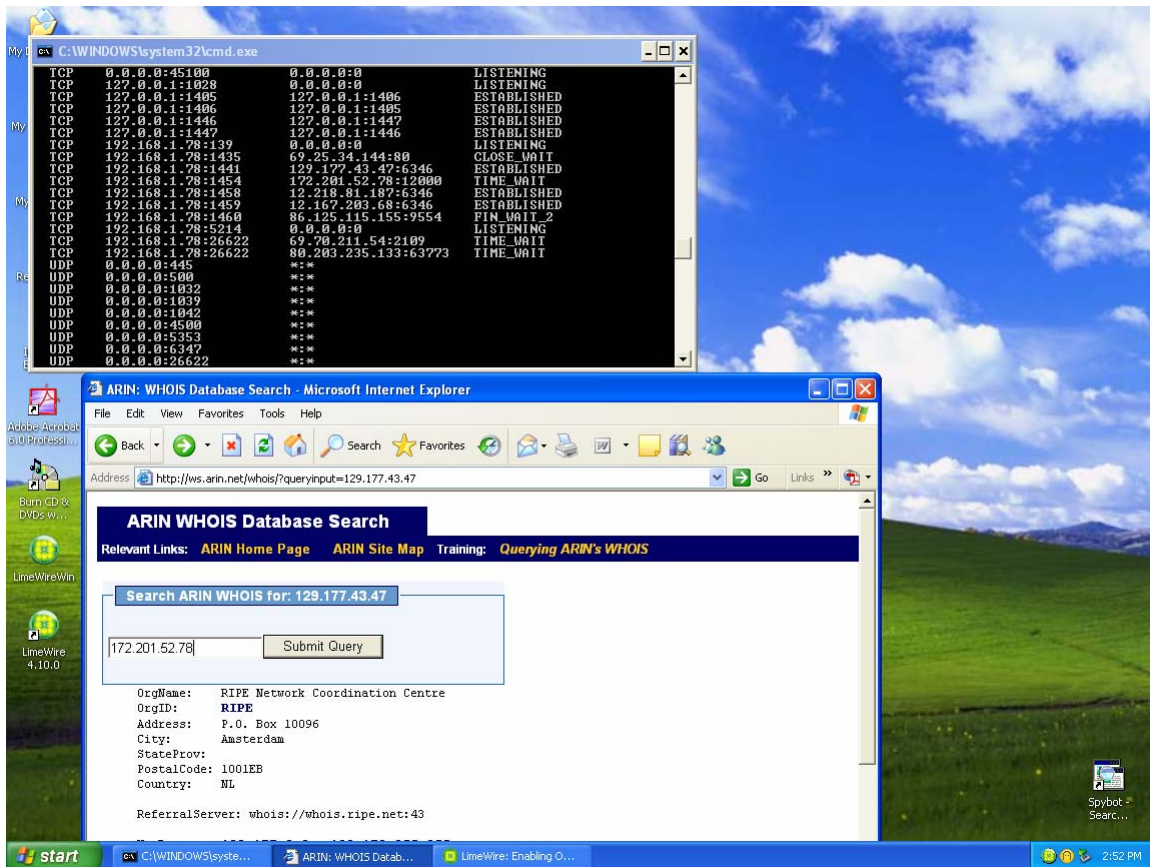 My
C:\WINDOWS\system32\cmd.exe
TCP 0.0.0.0:45100 0.0.0.0:0 LISTENING
TCP 127.0.0.1:1028 0.0.0.0:0 LISTENING
TCP 127.0.0.1:1405 127.0.0.1:1406 ESTABLISHED
TCP 127.0.0.1:1406 127.0.0.1:1405 ESTABLISHED
TCP 127.0.0.1:1446 127.0.0.1:1447 ESTABLISHED
TCP 127.0.0.1:1447 127.0.0.1:1446 ESTABLISHED
TCP 192.168.1.78:139 0.0.0.0:0 LISTENING
TCP 192.168.1.78:1435 69.25.34.144:80 CLOSE_WAIT
TCP 192.168.1.78:1441 129.177.43.47:6346 ESTABLISHED
TCP 192.168.1.78:1454 172.201.52.78:12000 TIME_WAIT
TCP 192.168.1.78:1458 12.218.81.187:6346 ESTABLISHED
TCP 192.168.1.78:1459 12.167.203.68:6346 ESTABLISHED
TCP 192.168.1.78:1460 86.125.115.155:9554 FIN_WAIT_2
TCP 192.168.1.78:5214 0.0.0.0:0 LISTENING
TCP 192.168.1.78:26622 69.70.211.54:2109 TIME_WAIT
TCP 192.168.1.78:26622 80.203.235.133:63773 TIME_WAIT
UDP 0.0.0.0:445 *:*
UDP 0.0.0.0:500 *:*
UDP 0.0.0.0:1032 *:*
UDP 0.0.0.0:1039 *:*
UDP 0.0.0.0:1042 *:*
UDP 0.0.0.0:4500 *:*
UDP 0.0.0.0:5353 *:*
UDP 0.0.0.0:6347 *:*
UDP 0.0.0.0:26622 *:*
My
My
Re
Adobe Acrobat
6.0 Professi...
Burn CD &
DVDs w...
LimeWireWin
LimeWire
4.10.0
ARIN: WHOIS Database Search - Microsoft Internet Explorer
File Edit View Favorites Tools Help
Back Search Favorites
Address http://ws.arin.net/whois/?queryinput=129.177.43.47 Go Links »
ARIN WHOIS Database Search
Relevant Links: ARIN Home Page ARIN Site Map Training: Querying ARIN's WHOIS
Search ARIN WHOIS for: 129.177.43.47
172.201.52.78 Submit Query
OrgName: RIPE Network Coordination Centre
OrgID: RIPE
Address: P.O. Box 10096
City: Amsterdam
StateProv:
PostalCode: 1001EB
Country: NL
ReferralServer: whois://whois.ripe.net:43
Spybot -
Searc...
start C:\WINDOWS\syste... ARIN: WHOIS Datab... LimeWire: Enabling O... 2:52 PM